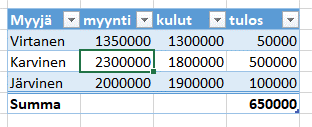 Myyjä myynti kulut tulos
Virtanen 1350000 1300000 50000
Karvinen 2300000 1800000 500000
Järvinen 2000000 1900000 100000
Summa 650000